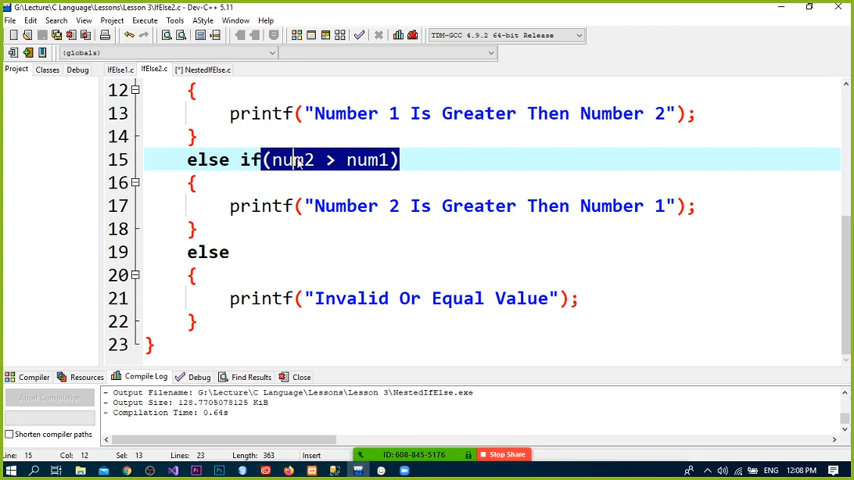 G:\Lecture\C Language\Lessons\Lesson 3\IfElse2.c - Dev-C++ 5.11
File Edit Search View Project Execute Tools AStyle Window Help
TDM-GCC 4.9.2 64-bit Release
(globals)
Project Classes Debug IfElse1.c IfElse2.c [*] NestedIfElse.c
12 {
13 printf("Number 1 Is Greater Then Number 2");
14 }
15 else if(num2 > num1)
16 {
17 printf("Number 2 Is Greater Then Number 1");
18 }
19 else
20 {
21 printf("Invalid Or Equal Value");
22 }
23 }
Compiler Resources Compile Log Debug Find Results Close
Abort Compilation
Shorten compiler paths
- Output Filename: G:\Lecture\C Language\Lessons\Lesson 3\NestedIfElse.exe
- Output Size: 128.7705078125 KiB
- Compilation Time: 0.64s
Line: 15 Col: 12 Sel: 13 Lines: 23 Length: 363 Insert
ID: 608-845-5176 Stop Share
ENG 12:08 PM